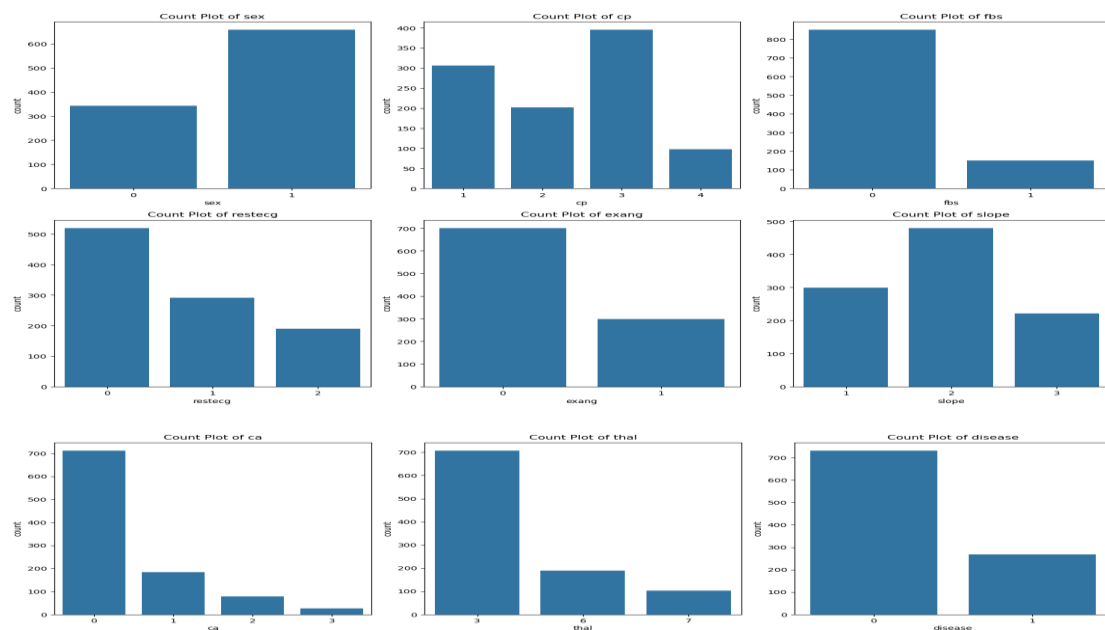 Count Plot of sex
600
500
400
300
200
100
0
count
0 1
sex
Count Plot of cp
400
350
300
250
200
150
100
50
0
count
1 2 3 4
cp
Count Plot of fbs
800
700
600
500
400
300
200
100
0
count
0 1
fbs
Count Plot of restecg
500
400
300
200
100
0
count
0 1 2
restecg
Count Plot of exang
700
600
500
400
300
200
100
0
count
0 1
exang
Count Plot of slope
500
400
300
200
100
0
count
1 2 3
slope
Count Plot of ca
700
600
500
400
300
200
100
0
count
0 1 2 3
ca
Count Plot of thal
700
600
500
400
300
200
100
0
count
3 6 7
thal
Count Plot of disease
700
600
500
400
300
200
100
0
count
0 1
disease